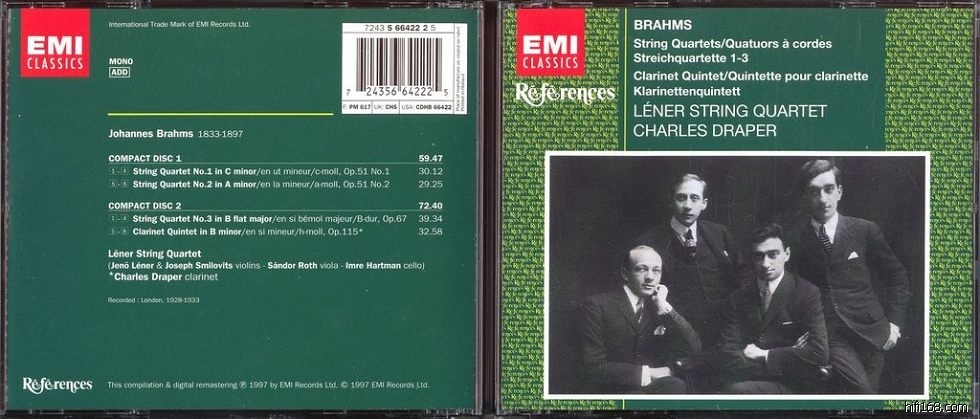 International Trade Mark of EMI Records Ltd.
EMI
CLASSICS
MONO
ADD
7243 5 66422 2 5
7 24356 64222 5
F: PM 617 UK: CHS USA: CDHB 66422
Johannes Brahms 1833-1897
COMPACT DISC 1 59.47
1-4 String Quartet No.1 in C minor/en ut mineur/c-moll, Op.51 No.1 30.12
5-8 String Quartet No.2 in A minor/en la mineur/a-moll, Op.51 No.2 29.25
COMPACT DISC 2 72.40
1-4 String Quartet No.3 in B flat major/en si bémol majeur/B-dur, Op.67 39.34
5-8 Clarinet Quintet in B minor/en si mineur/h-moll, Op.115* 32.58
Léner String Quartet
(Jenö Léner & Joseph Smilovits violins - Sándor Roth viola - Imre Hartman cello)
*Charles Draper clarinet
Recorded : London, 1928-1933
Références
This compilation & digital remastering ℗ 1997 by EMI Records Ltd. © 1997 EMI Records Ltd.
EMI
CLASSICS
Références
BRAHMS
String Quartets/Quatuors à cordes
Streichquartette 1-3
Clarinet Quintet/Quintette pour clarinette
Klarinettenquintett
LÉNER STRING QUARTET
CHARLES DRAPER
hifi168.com